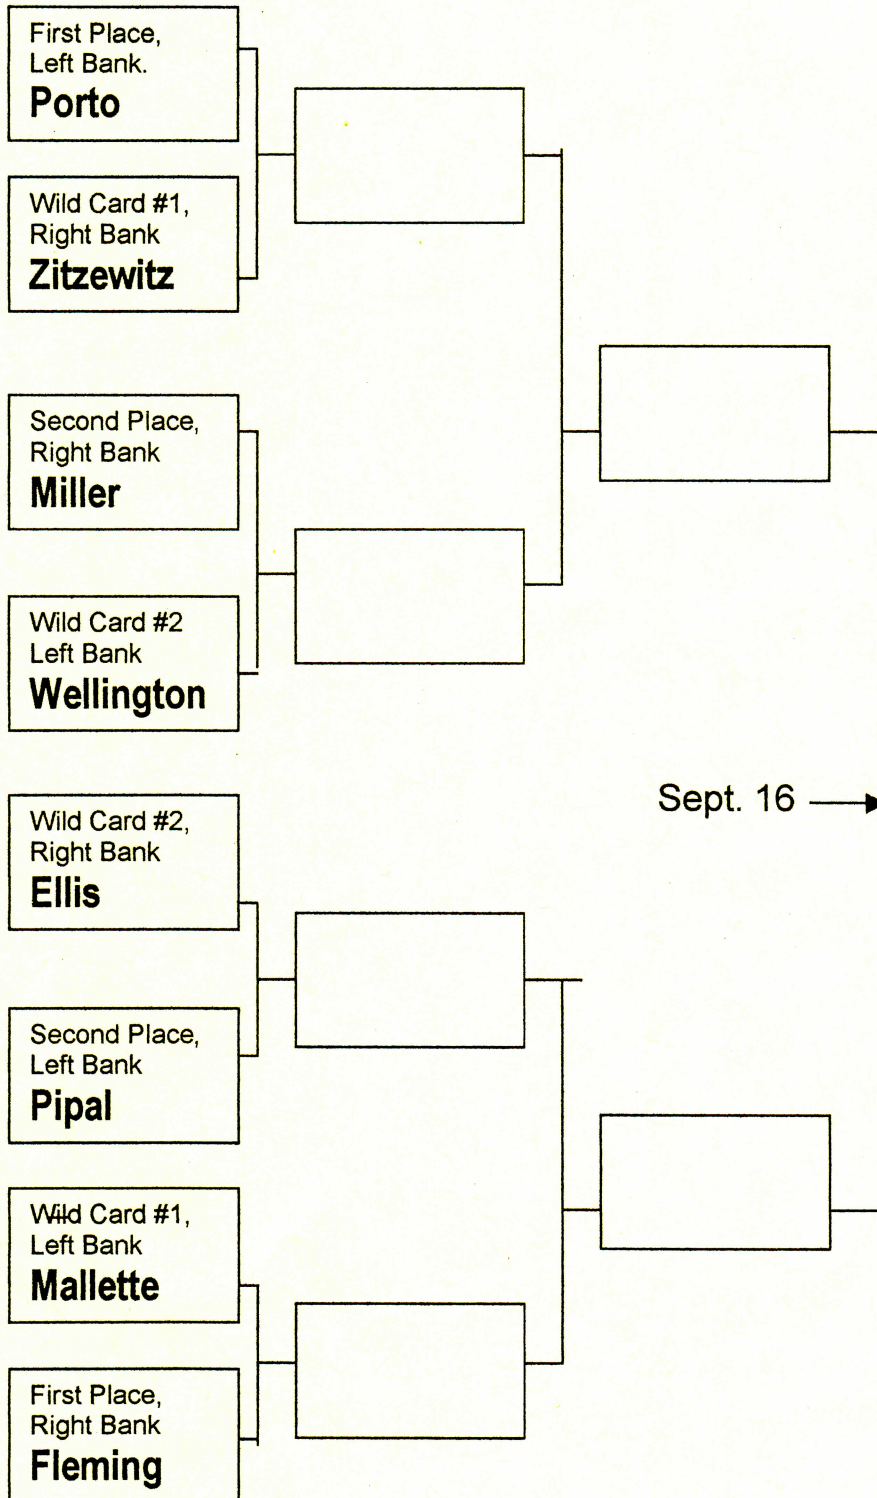 First Place,
Left Bank.
Porto
Wild Card #1,
Right Bank
Zitzewitz
Second Place,
Right Bank
Miller
Wild Card #2
Left Bank
Wellington
Sept. 16
Wild Card #2,
Right Bank
Ellis
Second Place,
Left Bank
Pipal
Wild Card #1,
Left Bank
Mallette
First Place,
Right Bank
Fleming